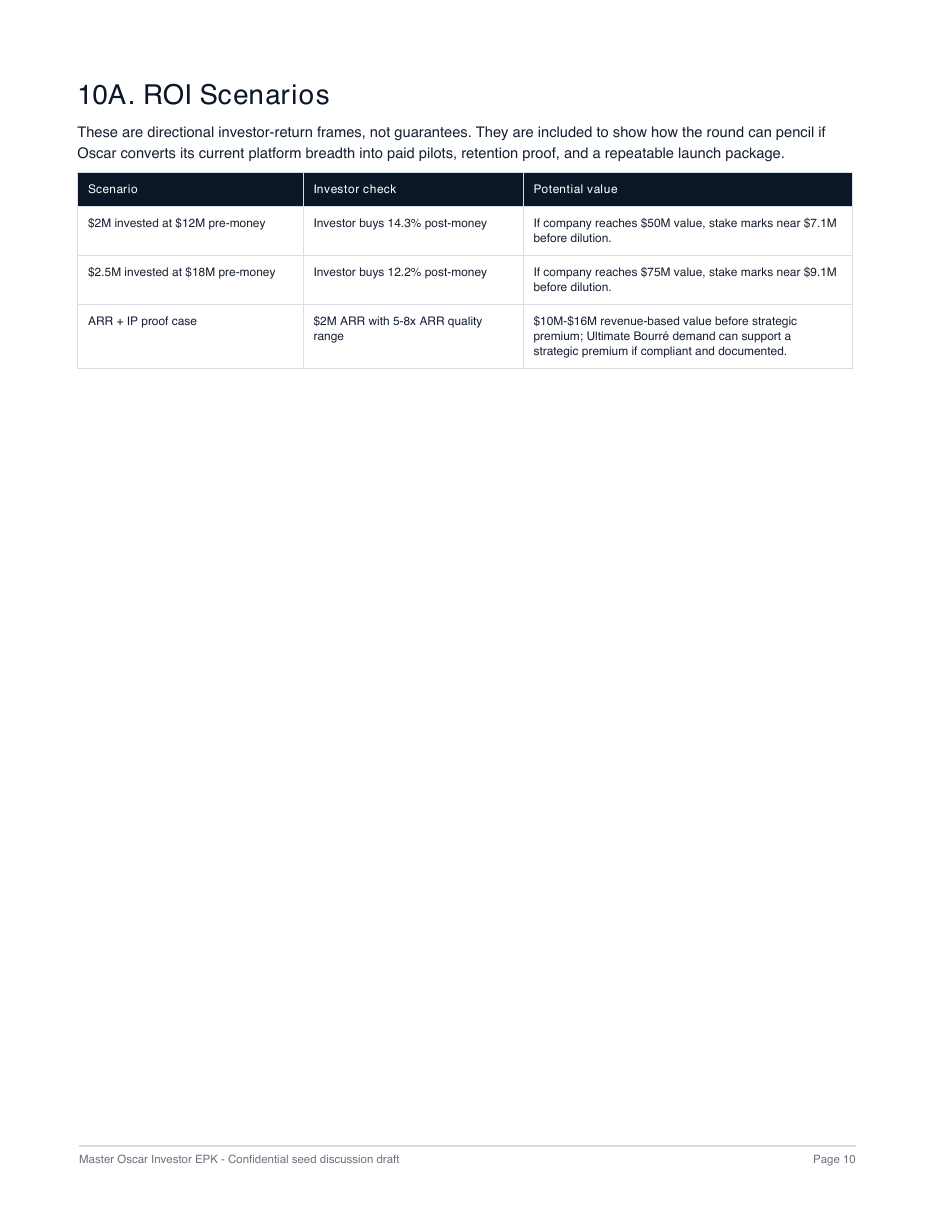 10A. ROI Scenarios
These are directional investor-return frames, not guarantees. They are included to show how the round can pencil if
Oscar converts its current platform breadth into paid pilots, retention proof, and a repeatable launch package.
Scenario
Investor check
Potential value
$2M invested at $12M pre-money
Investor buys 14.3% post-money
If company reaches $50M value, stake marks near $7.1M
before dilution.
$2.5M invested at $18M pre-money
Investor buys 12.2% post-money
If company reaches $75M value, stake marks near $9.1M
before dilution.
ARR + IP proof case
$2M ARR with 5-8x ARR quality
range
$10M-$16M revenue-based value before strategic
premium; Ultimate Bourré demand can support a
strategic premium if compliant and documented.
Master Oscar Investor EPK - Confidential seed discussion draft
Page 10